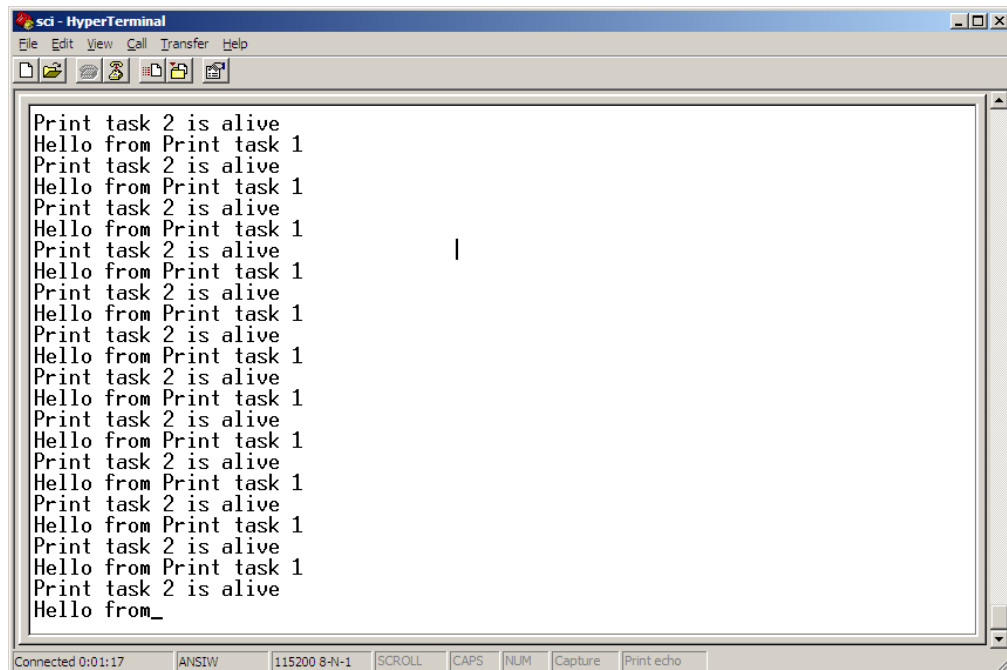 sci - HyperTerminal
File Edit View Call Transfer Help
Print task 2 is alive
Hello from Print task 1
Print task 2 is alive
Hello from Print task 1
Print task 2 is alive
Hello from Print task 1
Print task 2 is alive
Hello from Print task 1
Print task 2 is alive
Hello from Print task 1
Print task 2 is alive
Hello from Print task 1
Print task 2 is alive
Hello from Print task 1
Print task 2 is alive
Hello from Print task 1
Print task 2 is alive
Hello from Print task 1
Print task 2 is alive
Hello from Print task 1
Print task 2 is alive
Hello from Print task 1
Print task 2 is alive
Hello from_
Connected 0:01:17 ANSIW 115200 8-N-1 SCROLL CAPS NUM Capture Print echo